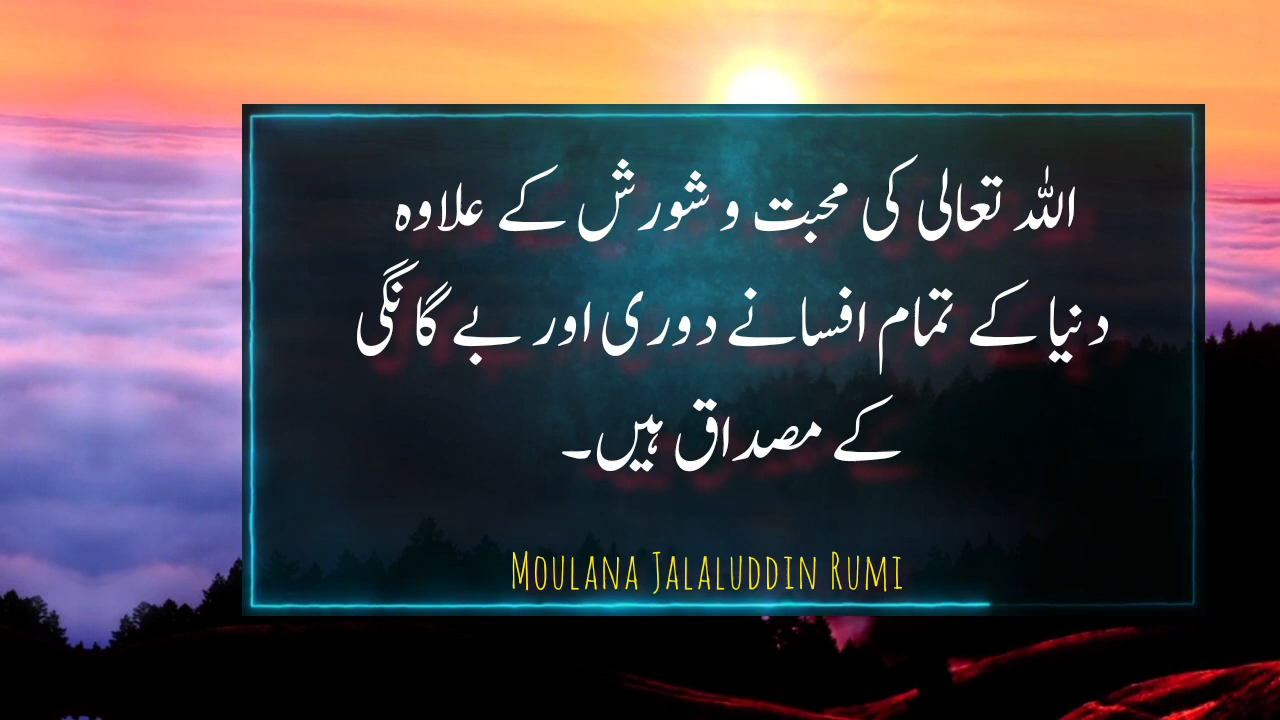 اللہ تعالی کی محبت و شورش کے علاوہ
دنیا کے تمام افسانے دوری اور بے گانگی
کے مصداق ہیں۔
Moulana Jalaluddin Rumi